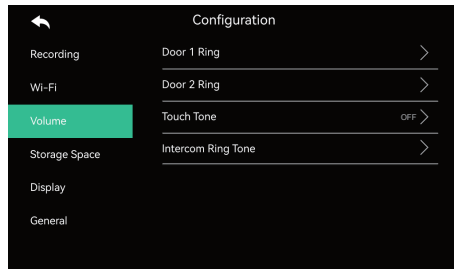 Configuration
Recording
Wi-Fi
Volume
Storage Space
Display
General
Door 1 Ring
Door 2 Ring
Touch Tone OFF
Intercom Ring Tone